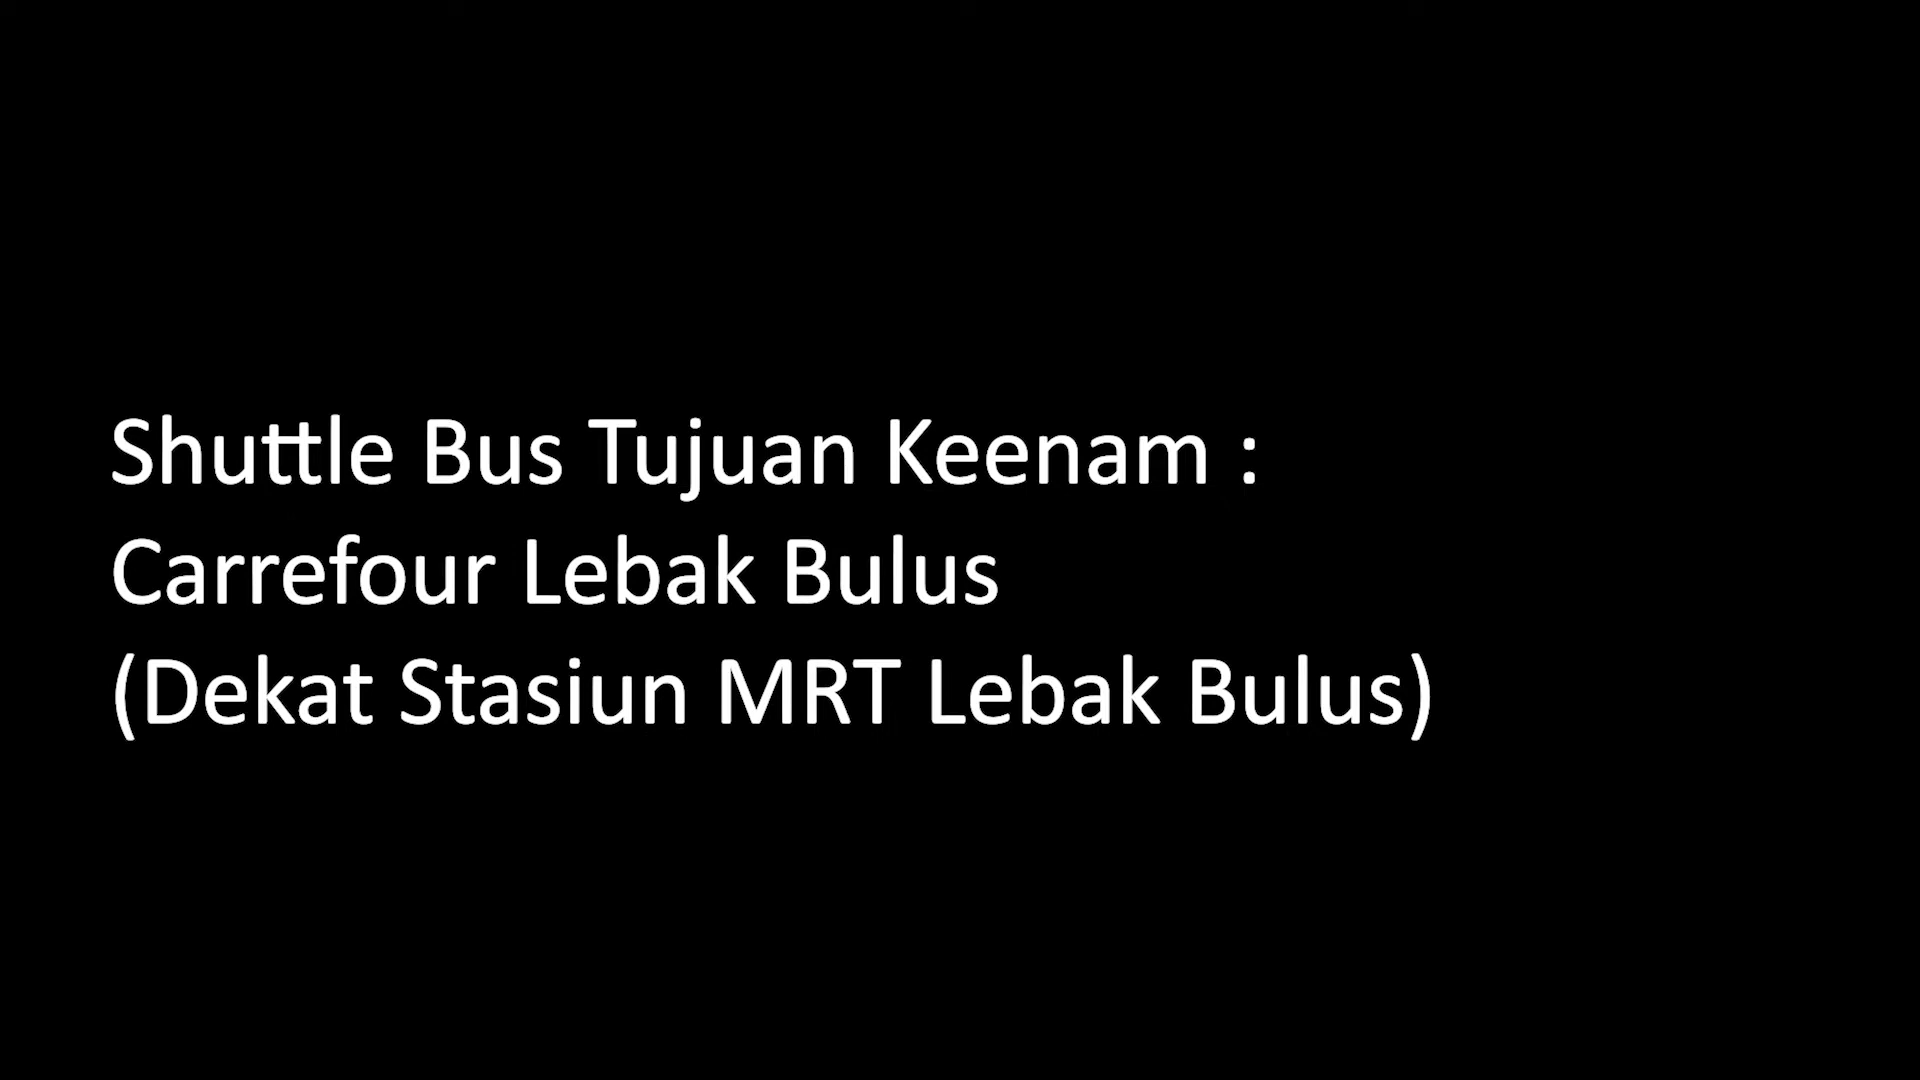 Shuttle Bus Tujuan Keenam :
Carrefour Lebak Bulus
(Dekat Stasiun MRT Lebak Bulus)